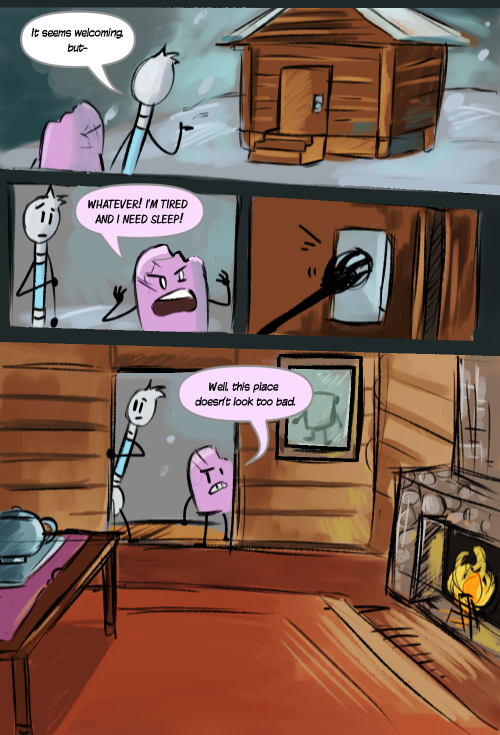 It seems welcoming,
but-
WHATEVER! I'M TIRED
AND I NEED SLEEP!
Well, this place
doesn't look too bad.